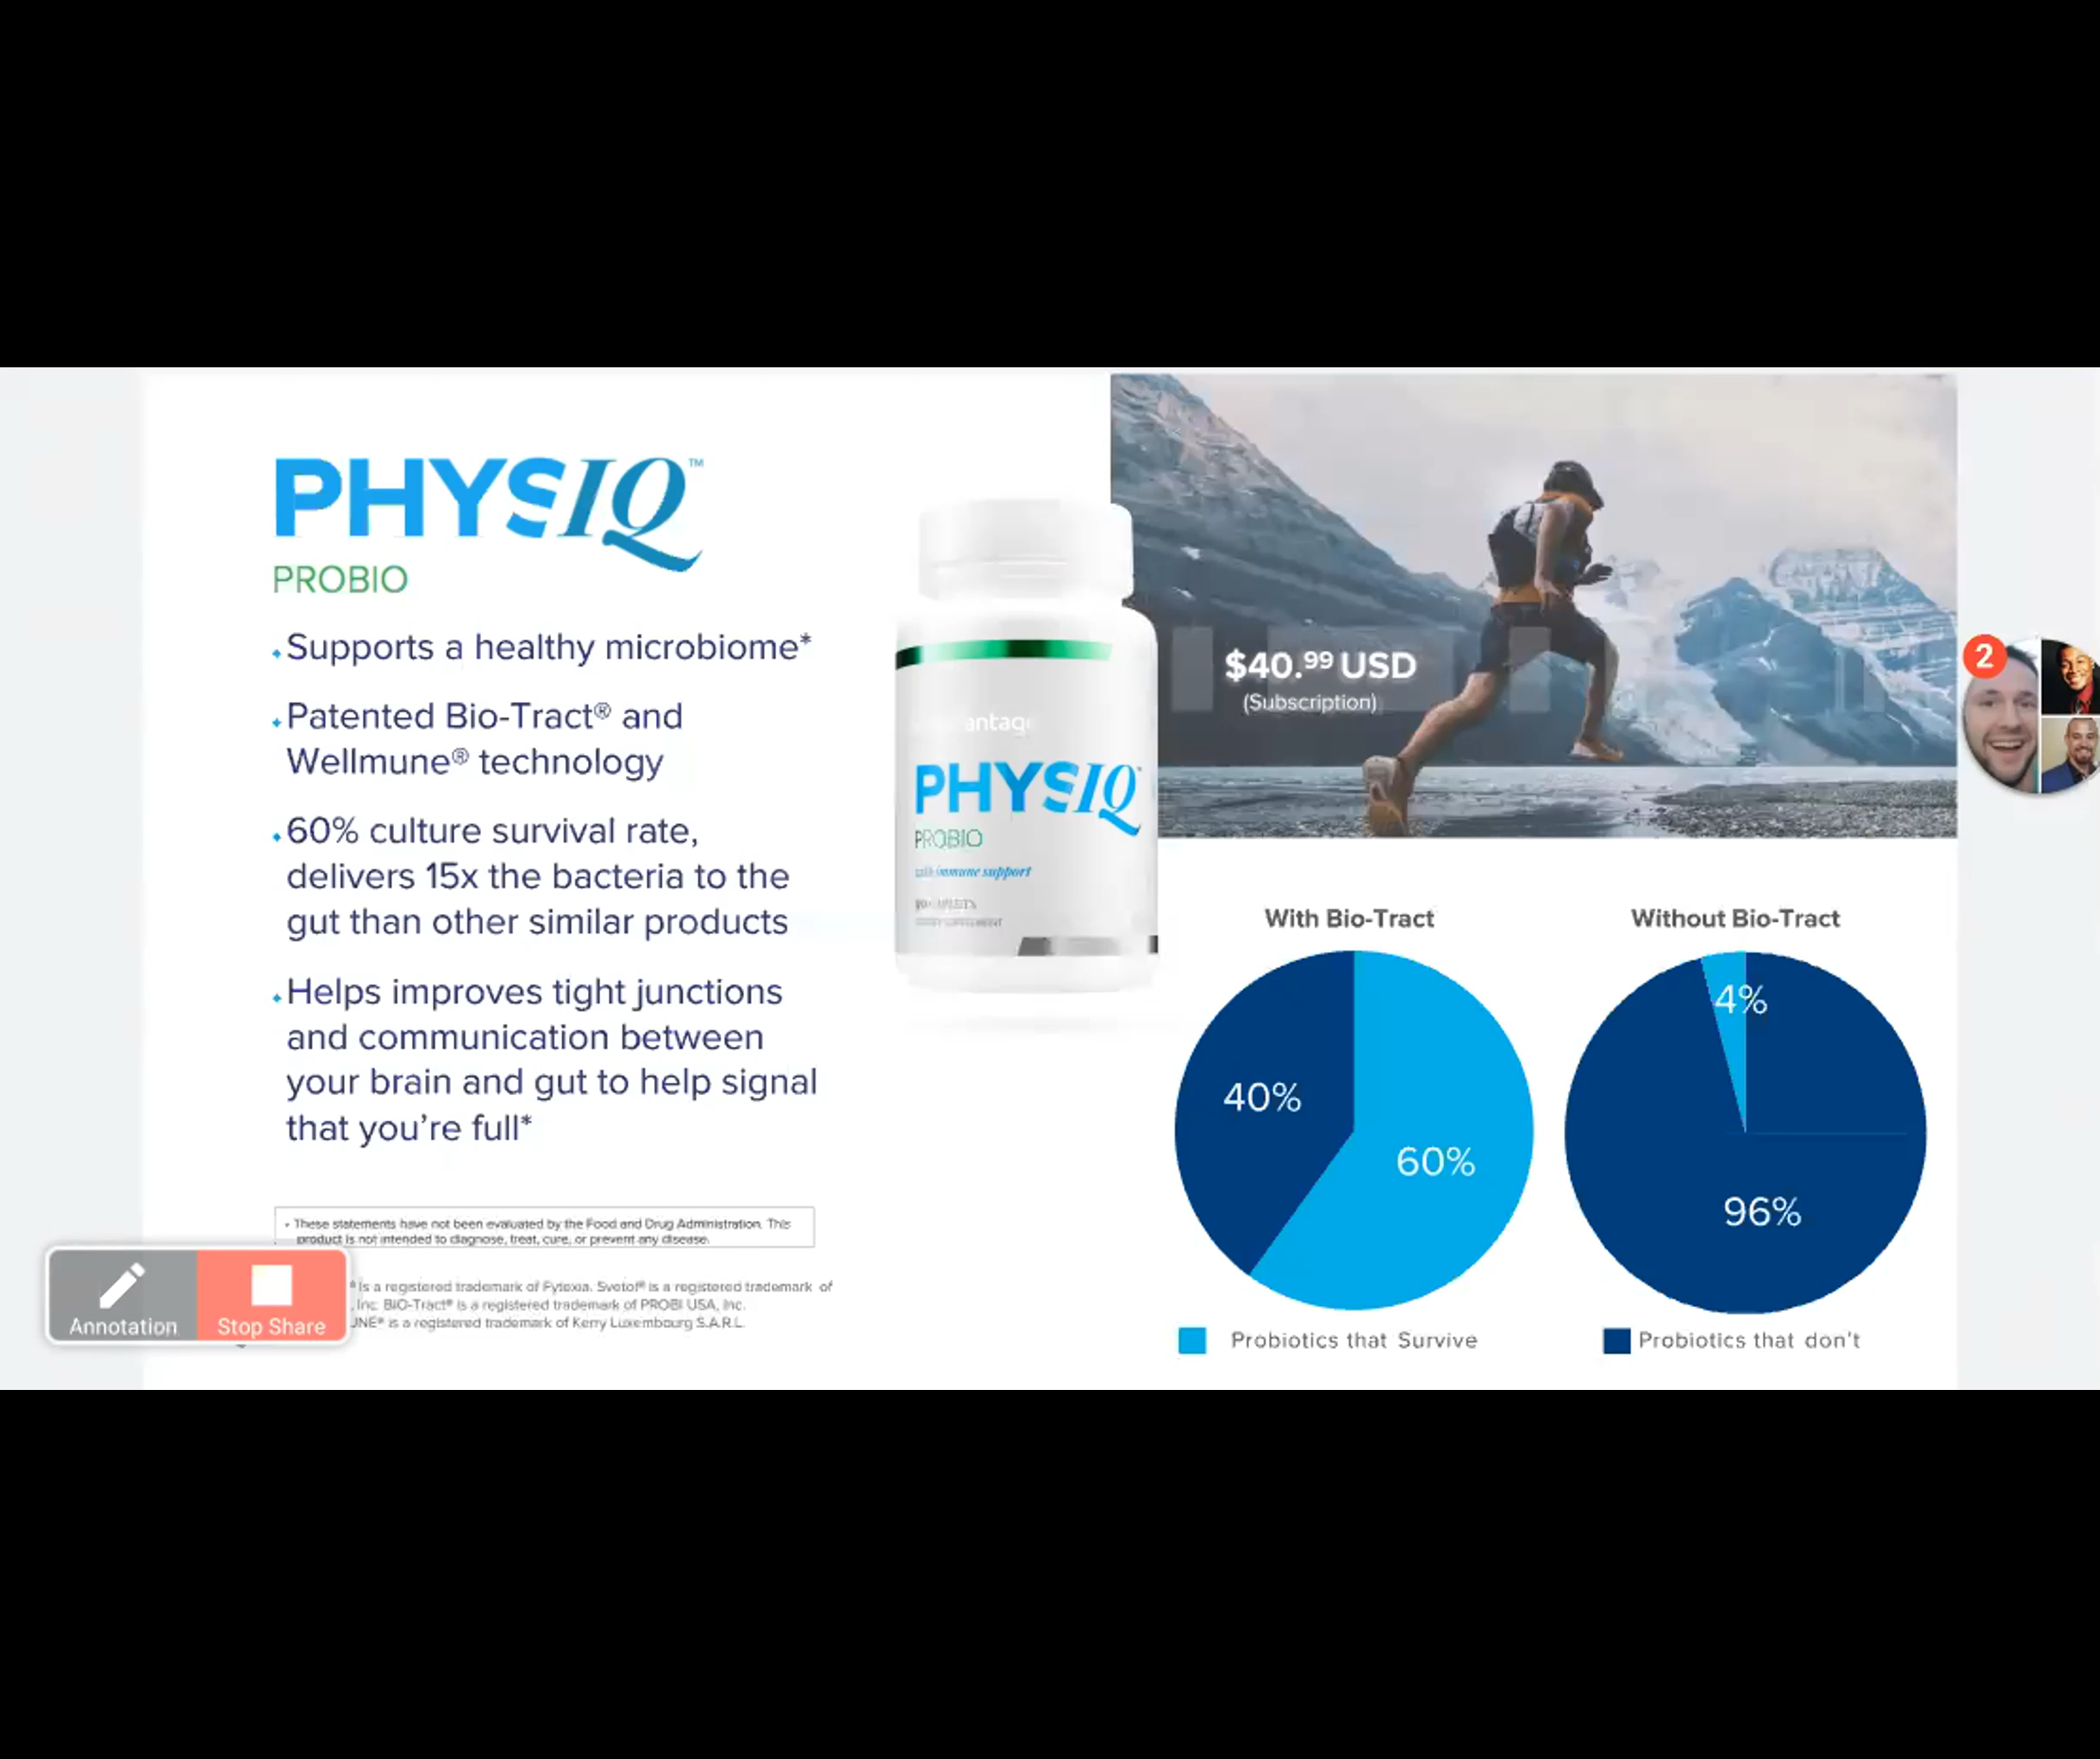 PHYSIQ™
PROBIO
Supports a healthy microbiome*
Patented Bio-Tract® and
Wellmune® technology
60% culture survival rate,
delivers 15x the bacteria to the
gut than other similar products
Helps improves tight junctions
and communication between
your brain and gut to help signal
that you're full*
* These statements have not been evaluated by the Food and Drug Administration. This
product is not intended to diagnose, treat, cure, or prevent any disease.
® is a registered trademark of Fytexia. Svetol® is a registered trademark of
, Inc. BIO-Tract® is a registered trademark of PROBI USA, Inc.
® is a registered trademark of Kerry Luxembourg S.A.R.L.
Annotation
Stop Share
PHYSIQ
PROBIO
with immune support
DIETARY SUPPLEMENT
$40.99 USD
(Subscription)
2
With Bio-Tract
40%
60%
Without Bio-Tract
4%
96%
Probiotics that Survive
Probiotics that don't